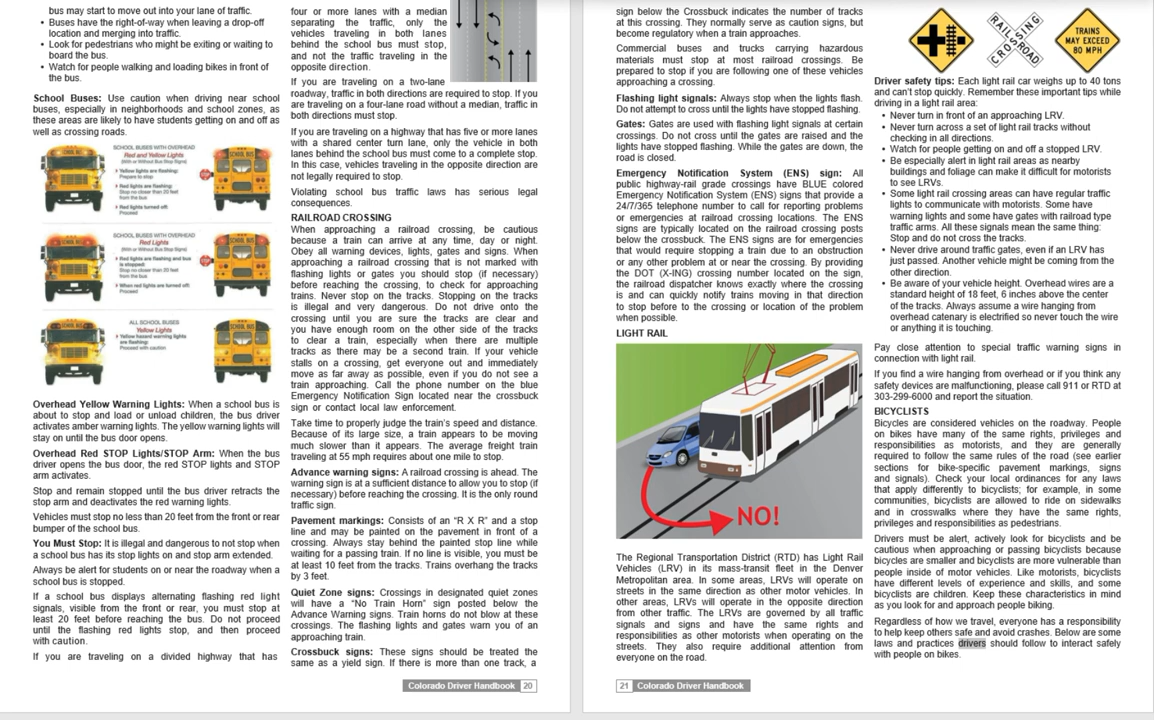 bus may start to move out into your lane of traffic.
• Buses have the right-of-way when leaving a drop-off
location and merging into traffic.
• Look for pedestrians who might be exiting or waiting to
board the bus.
• Watch for people walking and loading bikes in front of
the bus.
School Buses: Use caution when driving near school
buses, especially in neighborhoods and school zones, as
these areas are likely to have students getting on and off as
well as crossing roads.
SCHOOL BUSES WITH OVERHEAD
Red and Yellow Lights
(With or Without Bus Stop Signs)
Yellow lights are flashing:
Prepare to stop
Red lights are flashing:
Stop no closer than 20 feet
from the bus
Red lights turned off:
Proceed
SCHOOL BUSES WITH OVERHEAD
Red Lights
(With or Without Bus Stop Signs)
Red lights are flashing and bus
is stopped:
Stop no closer than 20 feet
from the bus
When red lights are turned off:
Proceed
ALL SCHOOL BUSES
Yellow Lights
Yellow hazard warning lights
are flashing:
Proceed with caution
Overhead Yellow Warning Lights: When a school bus is
about to stop and load or unload children, the bus driver
activates amber warning lights. The yellow warning lights will
stay on until the bus door opens.
Overhead Red STOP Lights/STOP Arm: When the bus
driver opens the bus door, the red STOP lights and STOP
arm activates.
Stop and remain stopped until the bus driver retracts the
stop arm and deactivates the red warning lights.
Vehicles must stop no less than 20 feet from the front or rear
bumper of the school bus.
You Must Stop: It is illegal and dangerous to not stop when
a school bus has its stop lights on and stop arm extended.
Always be alert for students on or near the roadway when a
school bus is stopped.
If a school bus displays alternating flashing red light
signals, visible from the front or rear, you must stop at
least 20 feet before reaching the bus. Do not proceed
until the flashing red lights stop, and then proceed
with caution.
If you are traveling on a divided highway that has
four or more lanes with a median
separating the traffic, only the
vehicles traveling in both lanes
behind the school bus must stop,
and not the traffic traveling in the
opposite direction.
If you are traveling on a two-lane
roadway, traffic in both directions are required to stop. If you
are traveling on a four-lane road without a median, traffic in
both directions must stop.
If you are traveling on a highway that has five or more lanes
with a shared center turn lane, only the vehicle in both
lanes behind the school bus must come to a complete stop.
In this case, vehicles traveling in the opposite direction are
not legally required to stop.
Violating school bus traffic laws has serious legal
consequences.
RAILROAD CROSSING
When approaching a railroad crossing, be cautious
because a train can arrive at any time, day or night.
Obey all warning devices, lights, gates and signs. When
approaching a railroad crossing that is not marked with
flashing lights or gates you should stop (if necessary)
before reaching the crossing, to check for approaching
trains. Never stop on the tracks. Stopping on the tracks
is illegal and very dangerous. Do not drive onto the
crossing until you are sure the tracks are clear and
you have enough room on the other side of the tracks
to clear a train, especially when there are multiple
tracks as there may be a second train. If your vehicle
stalls on a crossing, get everyone out and immediately
move as far away as possible, even if you do not see a
train approaching. Call the phone number on the blue
Emergency Notification Sign located near the crossbuck
sign or contact local law enforcement.
Take time to properly judge the train's speed and distance.
Because of its large size, a train appears to be moving
much slower than it appears. The average freight train
traveling at 55 mph requires about one mile to stop.
Advance warning signs: A railroad crossing is ahead. The
warning sign is at a sufficient distance to allow you to stop (if
necessary) before reaching the crossing. It is the only round
traffic sign.
Pavement markings: Consists of an "R X R" and a stop
line and may be painted on the pavement in front of a
crossing. Always stay behind the painted stop line while
waiting for a passing train. If no line is visible, you must be
at least 10 feet from the tracks. Trains overhang the tracks
by 3 feet.
Quiet Zone signs: Crossings in designated quiet zones
will have a "No Train Horn" sign posted below the
Advance Warning signs. Train horns do not blow at these
crossings. The flashing lights and gates warn you of an
approaching train.
Crossbuck signs: These signs should be treated the
same as a yield sign. If there is more than one track, a
Colorado Driver Handbook 20
sign below the Crossbuck indicates the number of tracks
at this crossing. They normally serve as caution signs, but
become regulatory when a train approaches.
Commercial buses and trucks carrying hazardous
materials must stop at most railroad crossings. Be
prepared to stop if you are following one of these vehicles
approaching a crossing.
Flashing light signals: Always stop when the lights flash.
Do not attempt to cross until the lights have stopped flashing.
Gates: Gates are used with flashing light signals at certain
crossings. Do not cross until the gates are raised and the
lights have stopped flashing. While the gates are down, the
road is closed.
Emergency Notification System (ENS) sign: All
public highway-rail grade crossings have BLUE colored
Emergency Notification System (ENS) signs that provide a
24/7/365 telephone number to call for reporting problems
or emergencies at railroad crossing locations. The ENS
signs are typically located on the railroad crossing posts
below the crossbuck. The ENS signs are for emergencies
that would require stopping a train due to an obstruction
or any other problem at or near the crossing. By providing
the DOT (X-ING) crossing number located on the sign,
the railroad dispatcher knows exactly where the crossing
is and can quickly notify trains moving in that direction
to stop before to the crossing or location of the problem
when possible.
LIGHT RAIL
NO!
The Regional Transportation District (RTD) has Light Rail
Vehicles (LRV) in its mass-transit fleet in the Denver
Metropolitan area. In some areas, LRVs will operate on
streets in the same direction as other motor vehicles. In
other areas, LRVs will operate in the opposite direction
from other traffic. The LRVs are governed by all traffic
signals and signs and have the same rights and
responsibilities as other motorists when operating on the
streets. They also require additional attention from
everyone on the road.
RAILROAD
CROSSING
TRAINS
MAY EXCEED
80 MPH
Driver safety tips: Each light rail car weighs up to 40 tons
and can't stop quickly. Remember these important tips while
driving in a light rail area:
• Never turn in front of an approaching LRV.
• Never turn across a set of light rail tracks without
checking in all directions.
• Watch for people getting on and off a stopped LRV.
• Be especially alert in light rail areas as nearby
buildings and foliage can make it difficult for motorists
to see LRVs.
• Some light rail crossing areas can have regular traffic
lights to communicate with motorists. Some have
warning lights and some have gates with railroad type
traffic arms. All these signals mean the same thing:
Stop and do not cross the tracks.
• Never drive around traffic gates, even if an LRV has
just passed. Another vehicle might be coming from the
other direction.
• Be aware of your vehicle height. Overhead wires are a
standard height of 18 feet, 6 inches above the center
of the tracks. Always assume a wire hanging from
overhead catenary is electrified so never touch the wire
or anything it is touching.
Pay close attention to special traffic warning signs in
connection with light rail.
If you find a wire hanging from overhead or if you think any
safety devices are malfunctioning, please call 911 or RTD at
303-299-6000 and report the situation.
BICYCLISTS
Bicycles are considered vehicles on the roadway. People
on bikes have many of the same rights, privileges and
responsibilities as motorists, and they are generally
required to follow the same rules of the road (see earlier
sections for bike-specific pavement markings, signs
and signals). Check your local ordinances for any laws
that apply differently to bicyclists; for example, in some
communities, bicyclists are allowed to ride on sidewalks
and in crosswalks where they have the same rights,
privileges and responsibilities as pedestrians.
Drivers must be alert, actively look for bicyclists and be
cautious when approaching or passing bicyclists because
bicycles are smaller and bicyclists are more vulnerable than
people inside of motor vehicles. Like motorists, bicyclists
have different levels of experience and skills, and some
bicyclists are children. Keep these characteristics in mind
as you look for and approach people biking.
Regardless of how we travel, everyone has a responsibility
to help keep others safe and avoid crashes. Below are some
laws and practices drivers should follow to interact safely
with people on bikes.
21 Colorado Driver Handbook